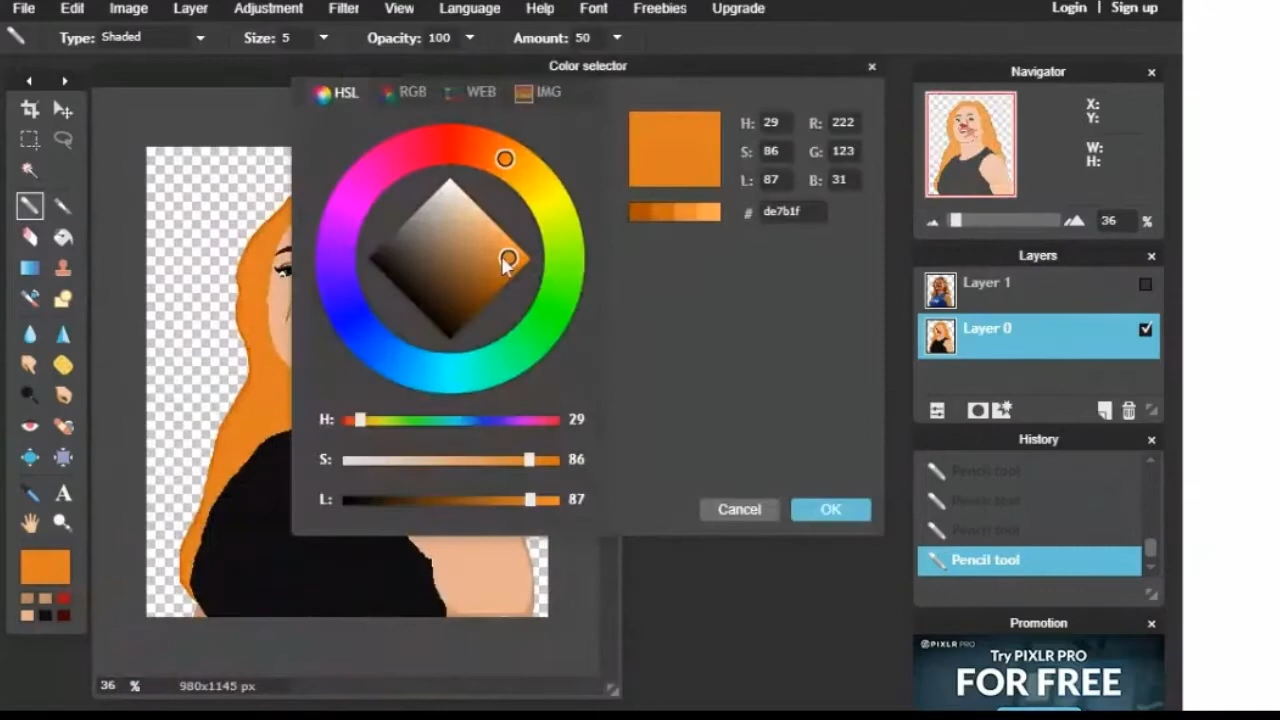 File Edit Image Layer Adjustment Filter View Language Help Font Freebies Upgrade Login | Sign up
Type: Shaded Size: 5 Opacity: 100 Amount: 50
Color selector
HSL RGB WEB IMG
H: 29 R: 222
S: 86 G: 123
L: 87 B: 31
# de7b1f
H: 29
S: 86
L: 87
Cancel OK
A
36 % 980x1145 px
Navigator
X:
Y:
W:
H:
36 %
Layers
Layer 1
Layer 0
History
Pencil tool
Pencil tool
Pencil tool
Pencil tool
Promotion
PIXLR PRO
Try PIXLR PRO
FOR FREE